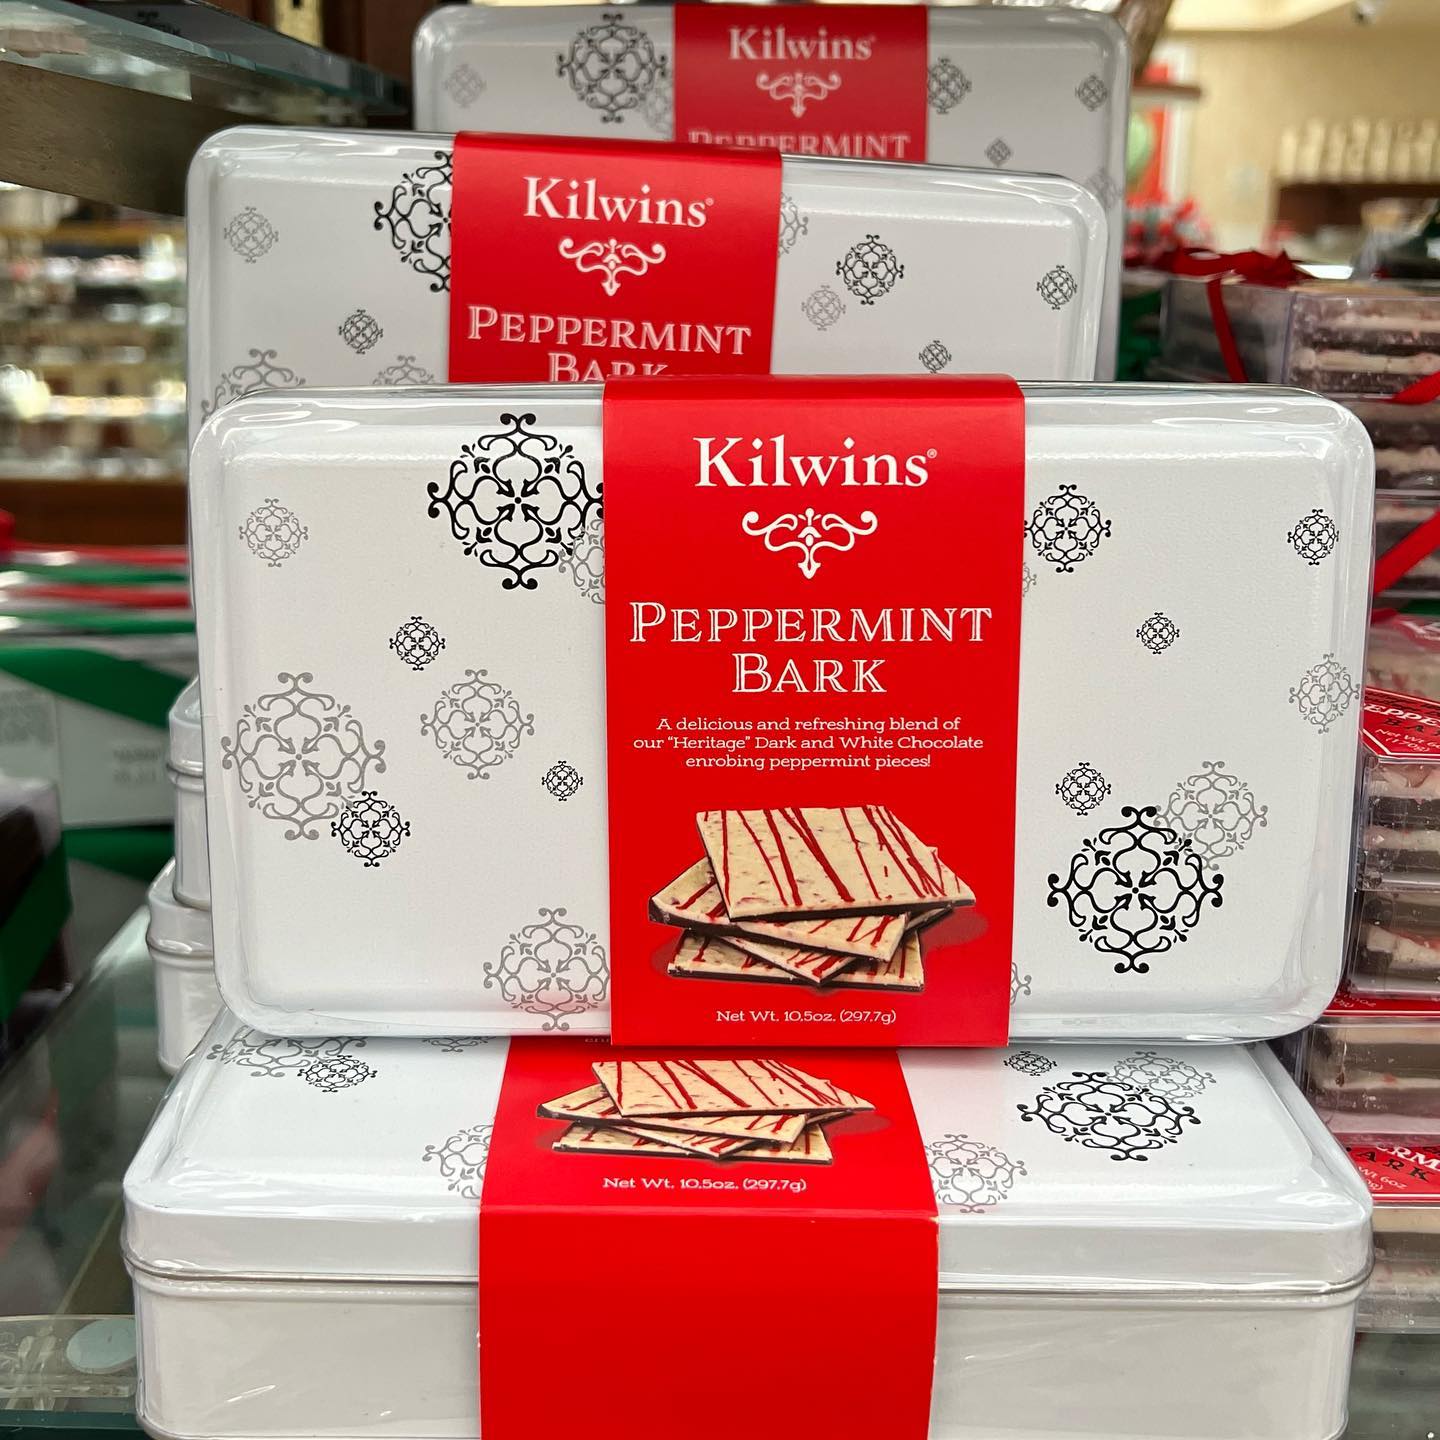 Kilwins®
PEPPERMINT
Kilwins®
PEPPERMINT
BARK
Kilwins®
PEPPERMINT
BARK
A delicious and refreshing blend of
our "Heritage" Dark and White Chocolate
enrobing peppermint pieces!
Net Wt. 10.5oz. (297.7g)
Net Wt. 10.5oz. (297.7g)